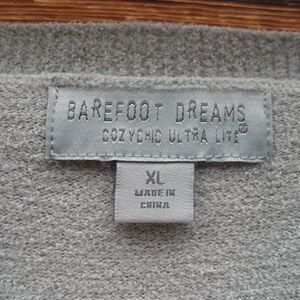 BAREFOOT DREAMS®
COZYCHIC ULTRA LITE
XL
MADE IN
CHINA